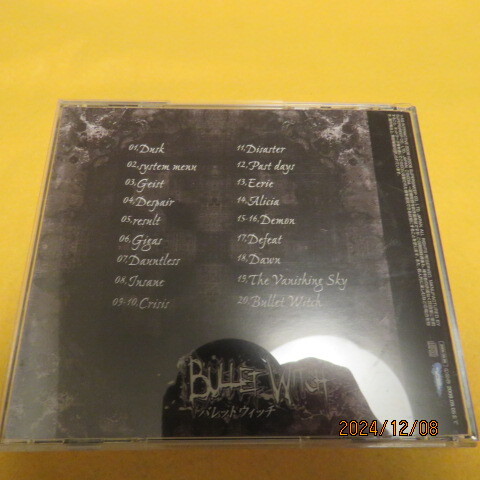 01.Dusk
02.system menu
03.Geist
04.Despair
05.result
06.Gigas
07.Dauntless
08.Insane
09-10.Crisis
11.Disaster
12.Past days
13.Eerie
14.Alicia
15-16.Demon
17.Defeat
18.Dawn
19.The Vanishing Sky
20.Bullet Witch
BULLET WITCH
バレットウィッチ
2024/12/08